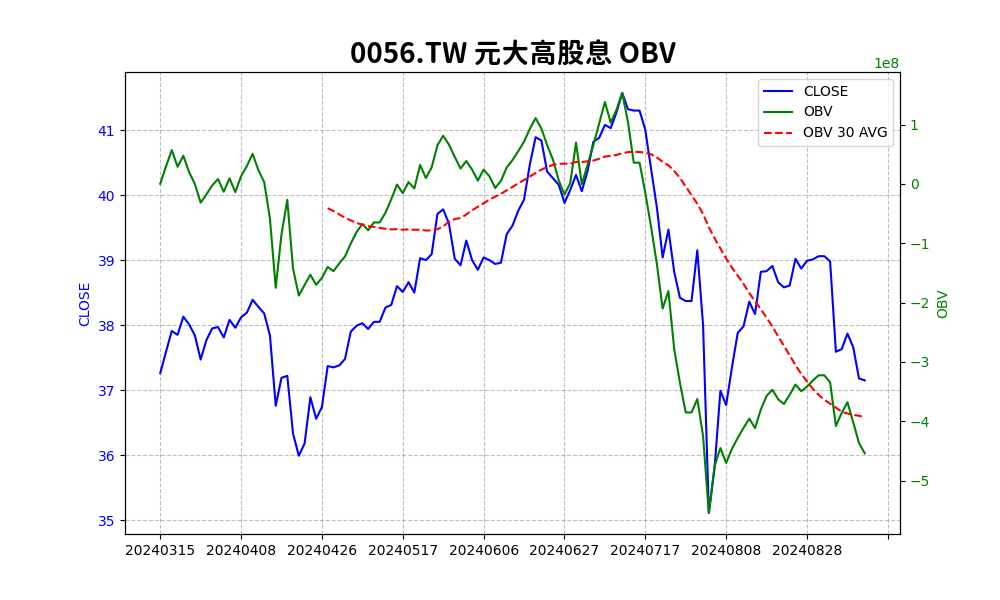 0056.TW 元大高股息 OBV
1e8
CLOSE
OBV
OBV 30 AVG
41
40
39
38
37
36
35
CLOSE
1
0
−1
−2
−3
−4
−5
OBV
20240315 20240408 20240426 20240517 20240606 20240627 20240717 20240808 20240828